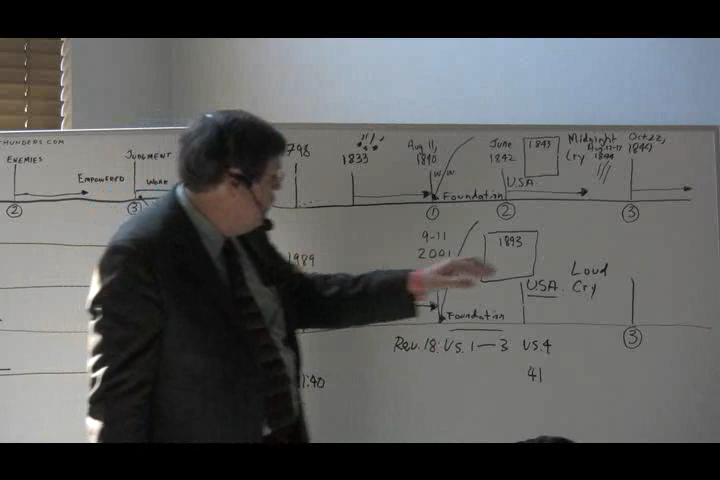 THUNDERS.COM
ENEMIES
EMPOWERED
②
JUDGMENT
WORK
③
798
1833
Aug 11,
1840
W W
Foundation
①
June
1842
1843
U.S.A.
②
Midnight
Cry
1844
Oct 22,
1844
③
1989
9-11
2001
1893
Foundation
USA.
Loud
Cry
③
Rev. 18: VS. 1—3 VS. 4
11:40
41